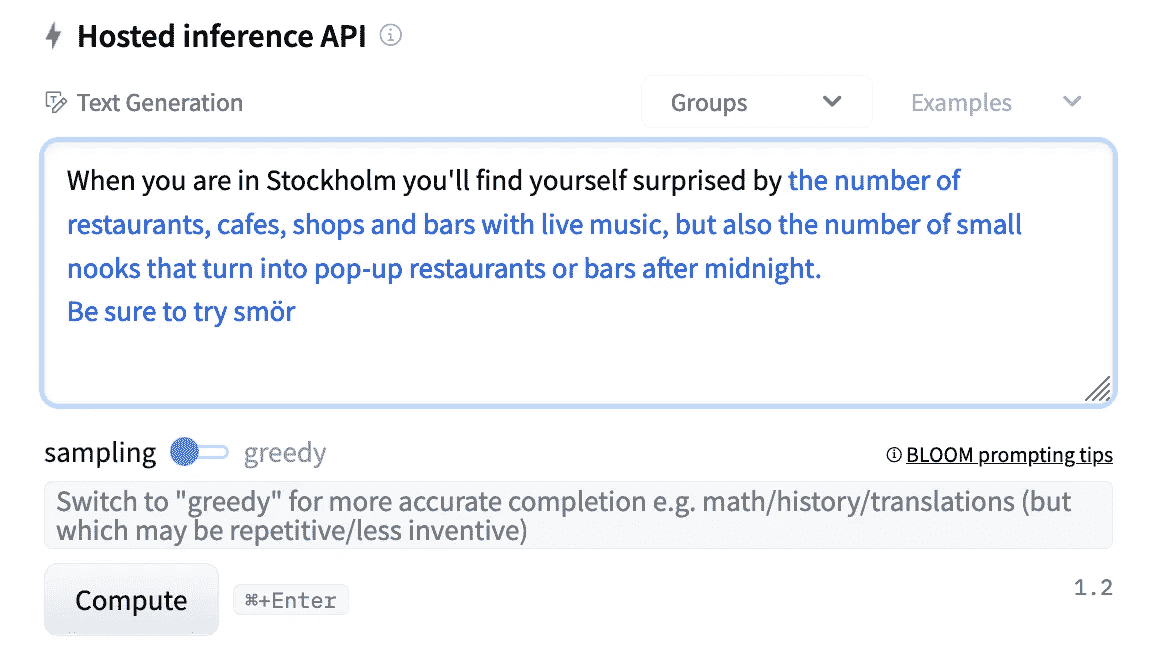 Hosted inference API
Text Generation
Groups
Examples
When you are in Stockholm you'll find yourself surprised by the number of
restaurants, cafes, shops and bars with live music, but also the number of small
nooks that turn into pop-up restaurants or bars after midnight.
Be sure to try smör
sampling greedy
BLOOM prompting tips
Switch to "greedy" for more accurate completion e.g. math/history/translations (but
which may be repetitive/less inventive)
Compute
⌘+Enter
1.2